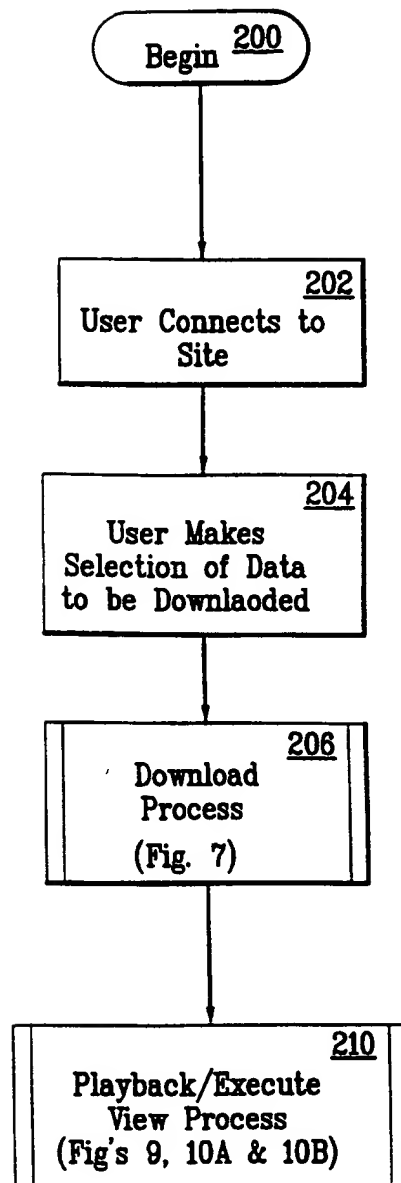 Begin 200
202
User Connects to
Site
204
User Makes
Selection of Data
to be Downlaoded
206
Download
Process
(Fig. 7)
210
Playback/Execute
View Process
(Fig's 9, 10A & 10B)